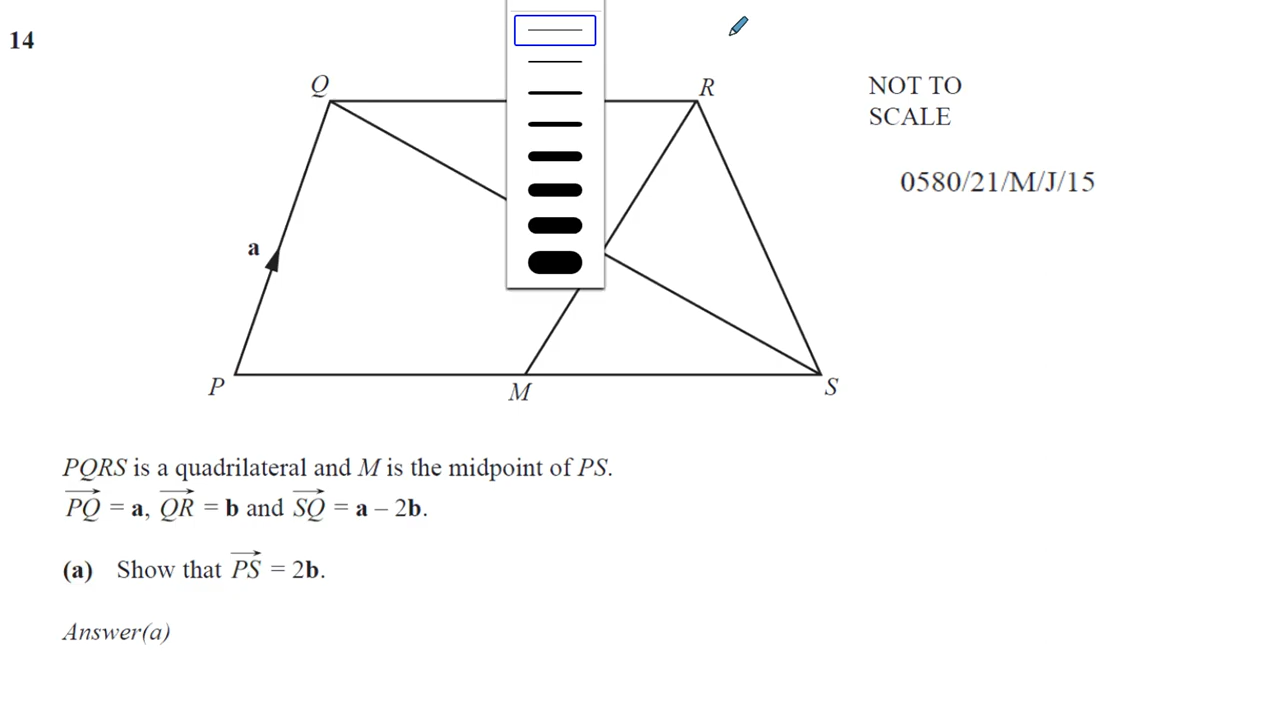 14
Q
R
NOT TO
SCALE
0580/21/M/J/15
a
P
M
S
PQRS is a quadrilateral and M is the midpoint of PS.
PQ = a, QR = b and SQ = a – 2b.
(a) Show that PS = 2b.
Answer(a)